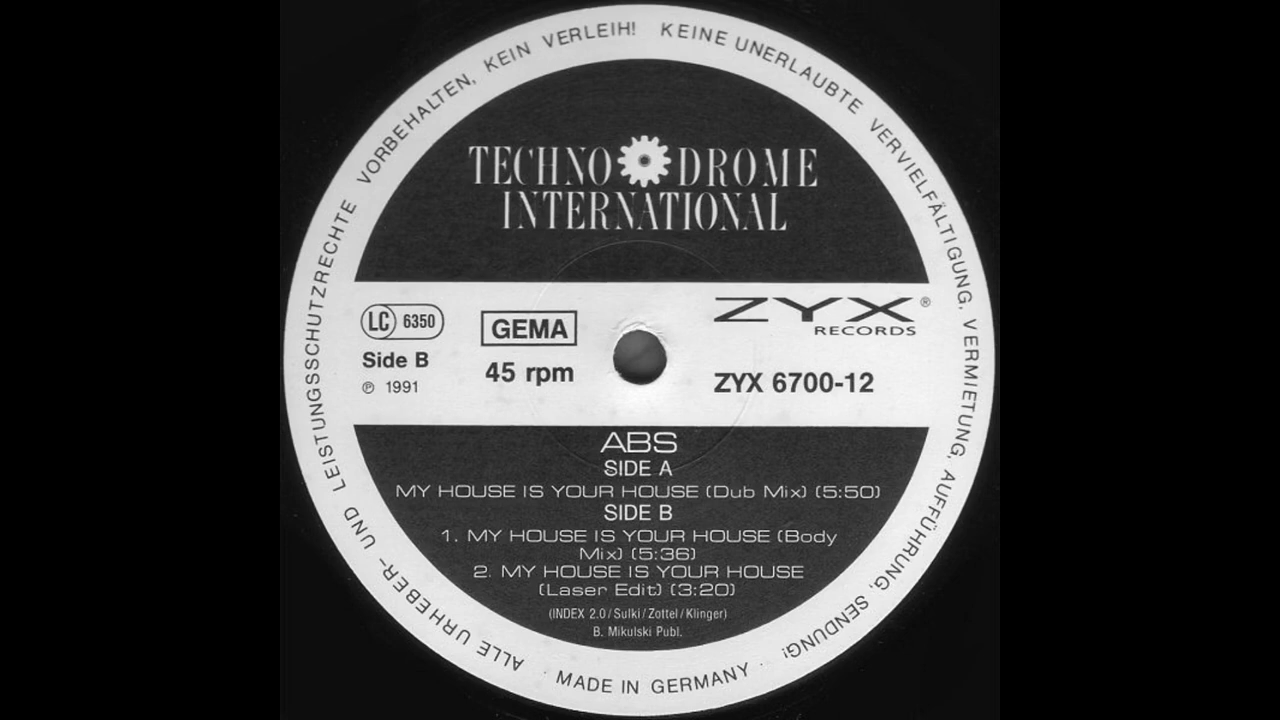 ALLE URHEBER- UND LEISTUNGSSCHUTZRECHTE VORBEHALTEN, KEIN VERLEIH! KEINE UNERLAUBTE VERVIELFÄLTIGUNG, VERMIETUNG, AUFFÜHRUNG, SENDUNG!
TECHNO DROME
INTERNATIONAL
LC 6350
GEMA
ZYX®
RECORDS
Side B
45 rpm
ZYX 6700-12
℗ 1991
ABS
SIDE A
MY HOUSE IS YOUR HOUSE (Dub Mix) (5:50)
SIDE B
1. MY HOUSE IS YOUR HOUSE (Body
Mix) (5:36)
2. MY HOUSE IS YOUR HOUSE
(Laser Edit) (3:20)
(INDEX 2.0/Sulki/Zottel/Klinger)
B. Mikulski Publ.
· MADE IN GERMANY ·